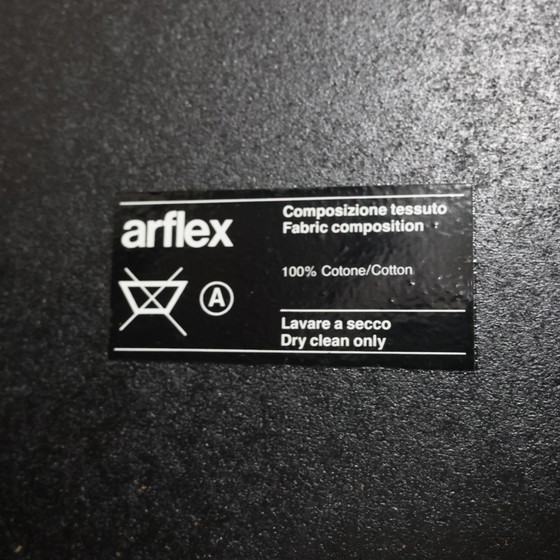 arflex
A
Composizione tessuto
Fabric composition
100% Cotone/Cotton
Lavare a secco
Dry clean only